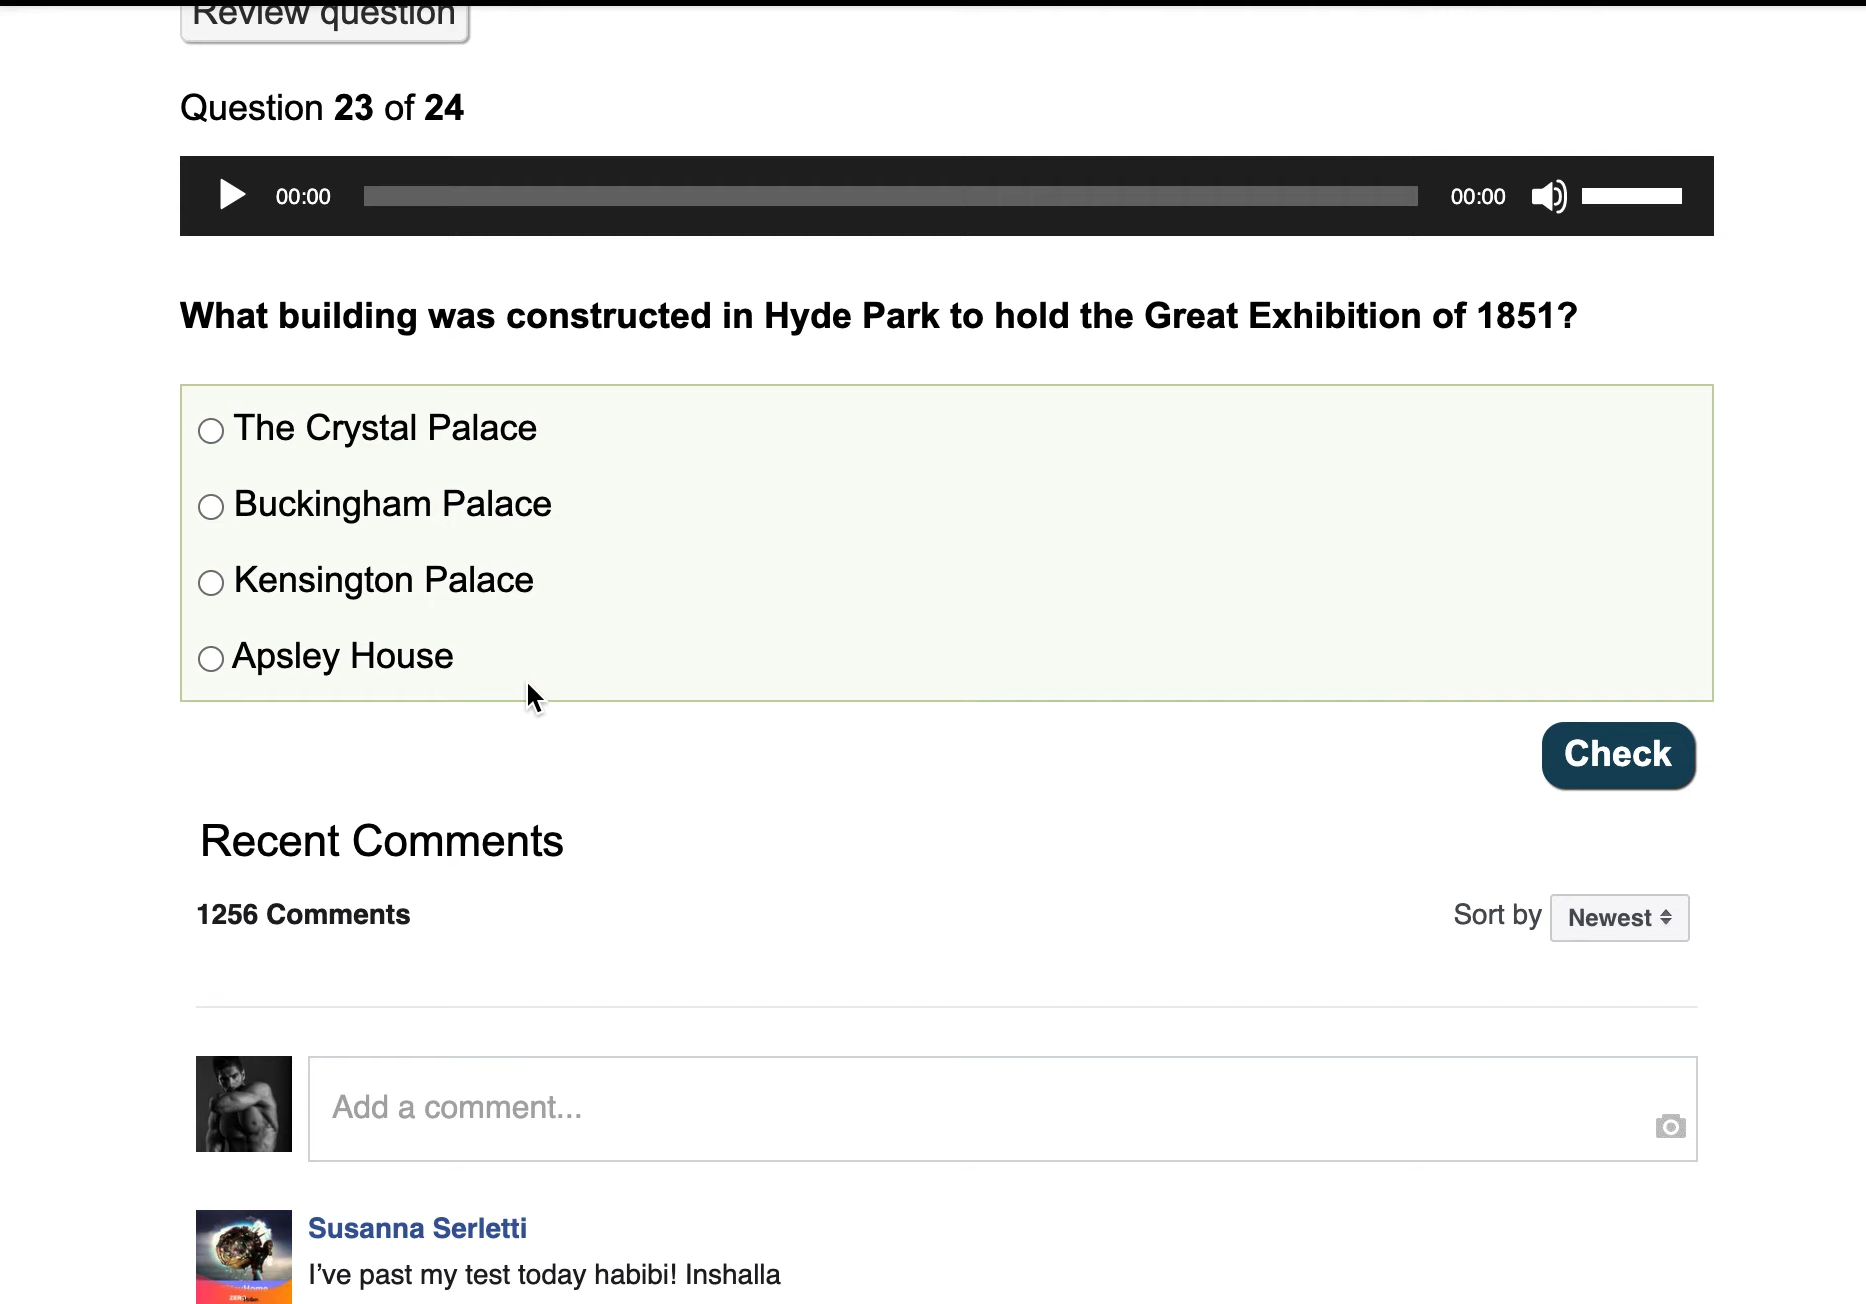 Review question
Question 23 of 24
00:00 00:00
What building was constructed in Hyde Park to hold the Great Exhibition of 1851?
The Crystal Palace
Buckingham Palace
Kensington Palace
Apsley House
Check
Recent Comments
1256 Comments
Sort by Newest
Add a comment...
Susanna Serletti
I've past my test today habibi! Inshalla